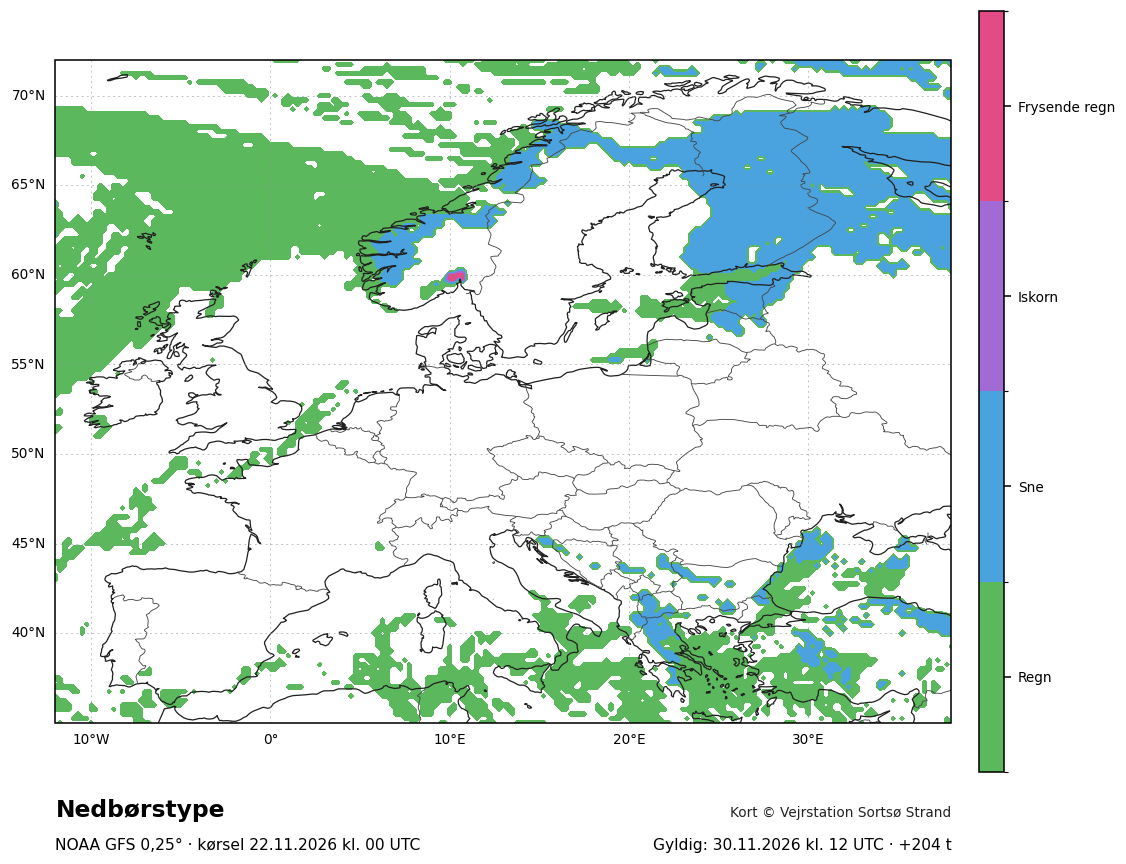 Frysende regn
70°N
65°N
Iskorn
60°N
55°N
Sne
50°N
45°N
40°N
Regn
10°W 0° 10°E 20°E 30°E
Nedbørstype
Kort © Vejrstation Sortsø Strand
NOAA GFS 0,25° · kørsel 22.11.2026 kl. 00 UTC
Gyldig: 30.11.2026 kl. 12 UTC · +204 t